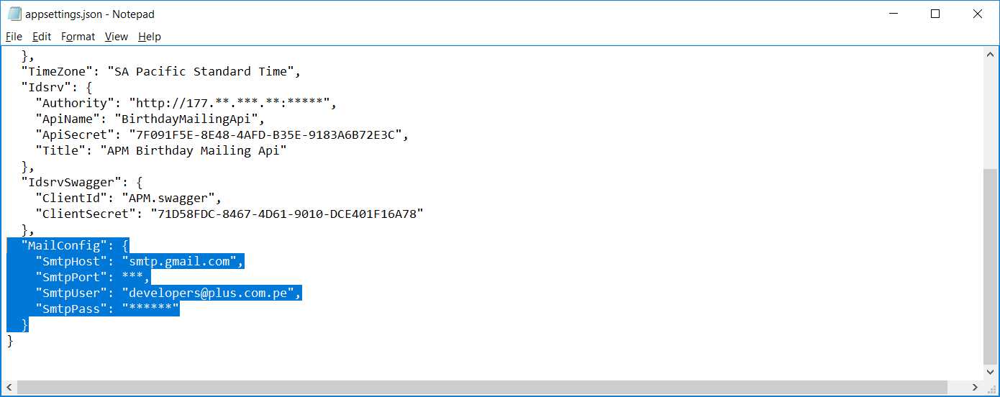 appsettings.json - Notepad
File Edit Format View Help
},
"TimeZone": "SA Pacific Standard Time",
"Idsrv": {
"Authority": "http://177.**.***.**:*****",
"ApiName": "BirthdayMailingApi",
"ApiSecret": "7F091F5E-8E48-4AFD-B35E-9183A6B72E3C",
"Title": "APM Birthday Mailing Api"
},
"IdsrvSwagger": {
"ClientId": "APM.swagger",
"ClientSecret": "71D58FDC-8467-4D61-9010-DCE401F16A78"
},
"MailConfig": {
"SmtpHost": "smtp.gmail.com",
"SmtpPort": ***,
"SmtpUser": "developers@plus.com.pe",
"SmtpPass": "******"
}
}